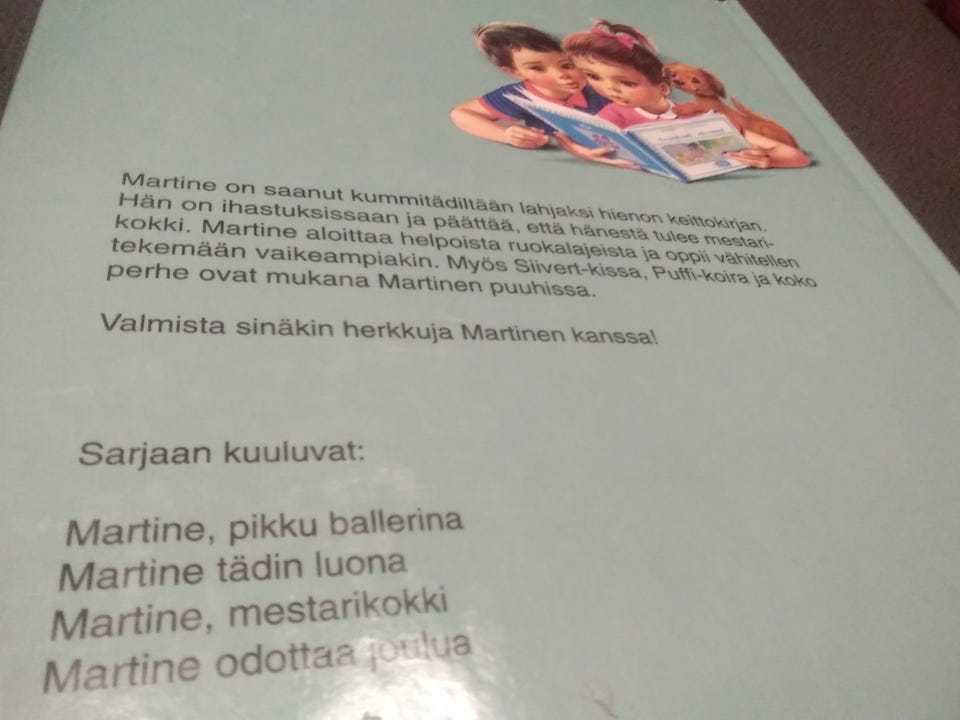 Martine on saanut kummitädiltään lahjaksi hienon keittokirjan.
Hän on ihastuksissaan ja päättää, että hänestä tulee mestari-
kokki. Martine aloittaa helpoista ruokalajeista ja oppii vähitellen
tekemään vaikeampiakin. Myös Siivert-kissa, Puffi-koira ja koko
perhe ovat mukana Martinen puuhissa.
Valmista sinäkin herkkuja Martinen kanssa!
Sarjaan kuuluvat:
Martine, pikku ballerina
Martine tädin luona
Martine, mestarikokki
Martine odottaa joulua